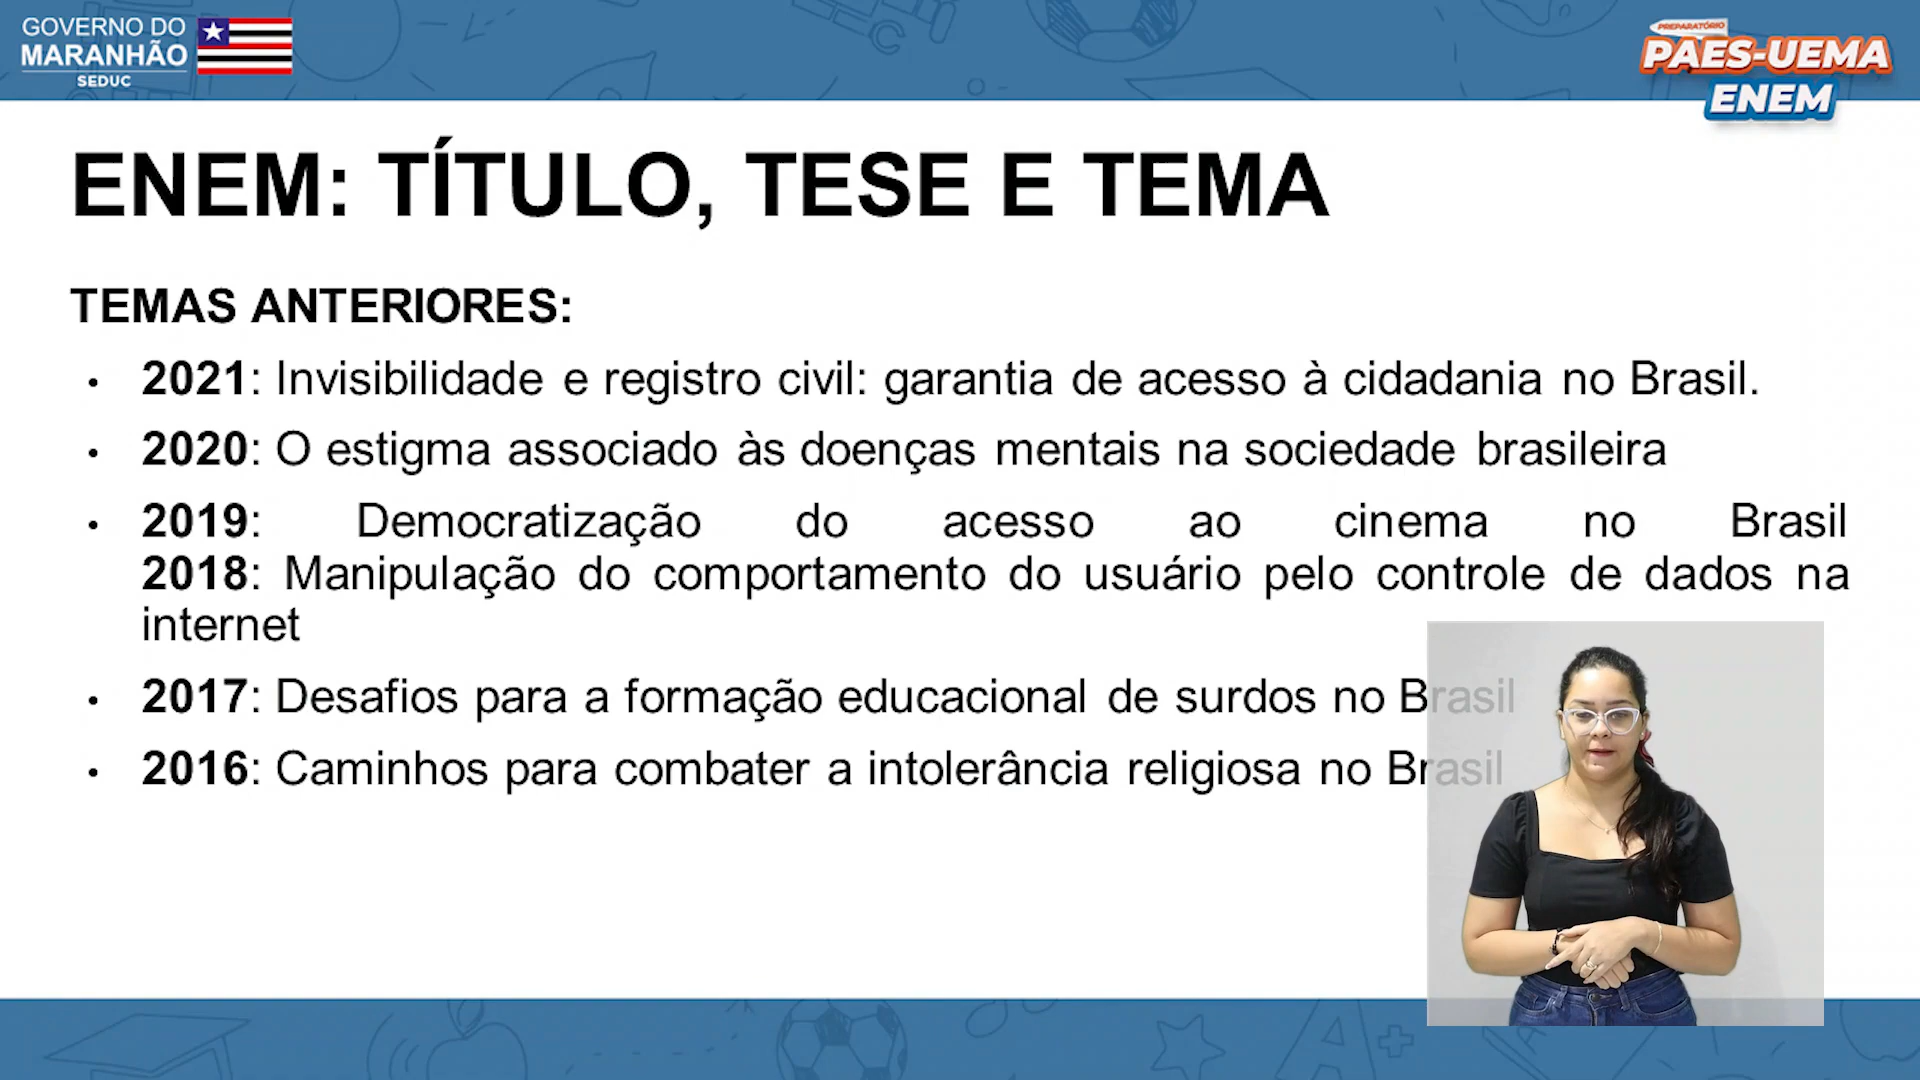 GOVERNO DO
MARANHÃO
SEDUC
PREPARATÓRIO
PAES-UEMA
ENEM
ENEM: TÍTULO, TESE E TEMA
TEMAS ANTERIORES:
• 2021: Invisibilidade e registro civil: garantia de acesso à cidadania no Brasil.
• 2020: O estigma associado às doenças mentais na sociedade brasileira
• 2019: Democratização do acesso ao cinema no Brasil
2018: Manipulação do comportamento do usuário pelo controle de dados na
internet
• 2017: Desafios para a formação educacional de surdos no Brasil
• 2016: Caminhos para combater a intolerância religiosa no Brasil
A+